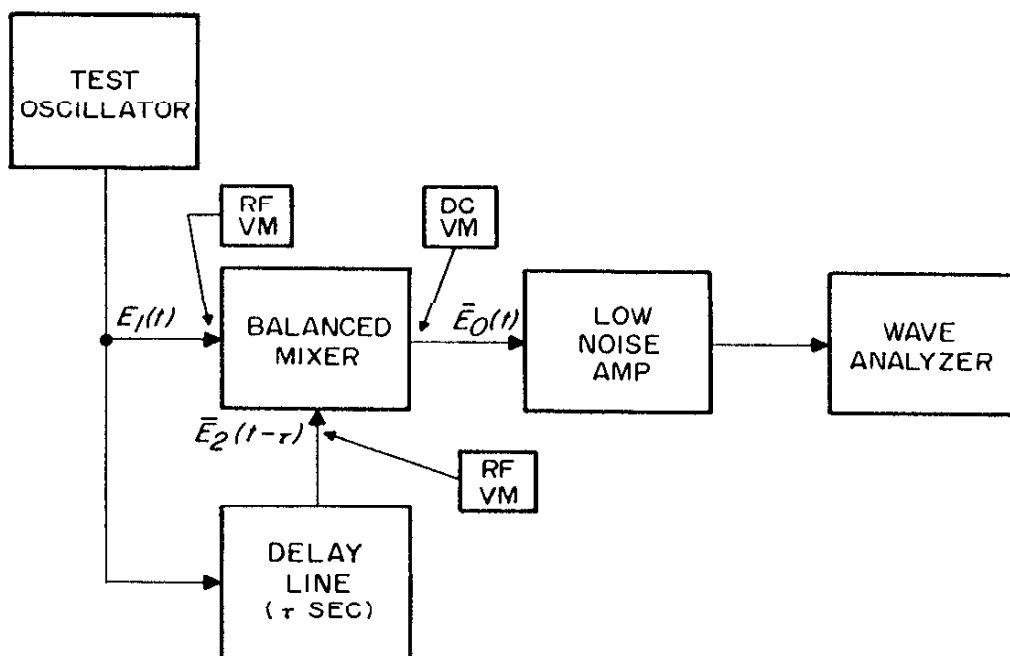 TEST
OSCILLATOR
RF
VM
DC
VM
E1(t)
BALANCED
MIXER
Ē0(t)
LOW
NOISE
AMP
WAVE
ANALYZER
Ē2(t-τ)
RF
VM
DELAY
LINE
(τ SEC)